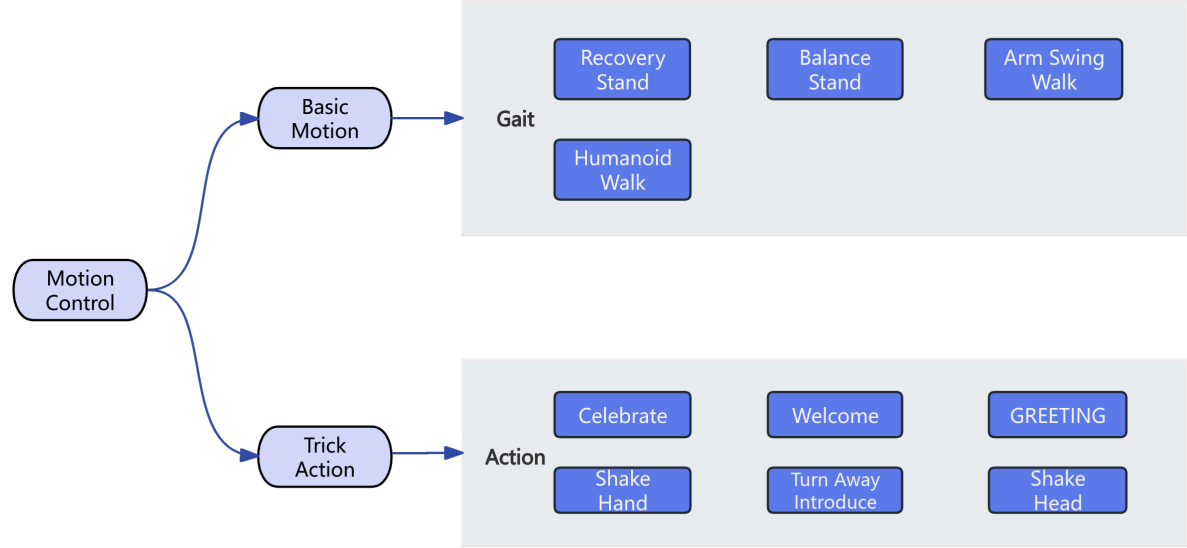 Motion
Control
Basic
Motion
Gait
Recovery
Stand
Balance
Stand
Arm Swing
Walk
Humanoid
Walk
Trick
Action
Action
Celebrate
Welcome
GREETING
Shake
Hand
Turn Away
Introduce
Shake
Head